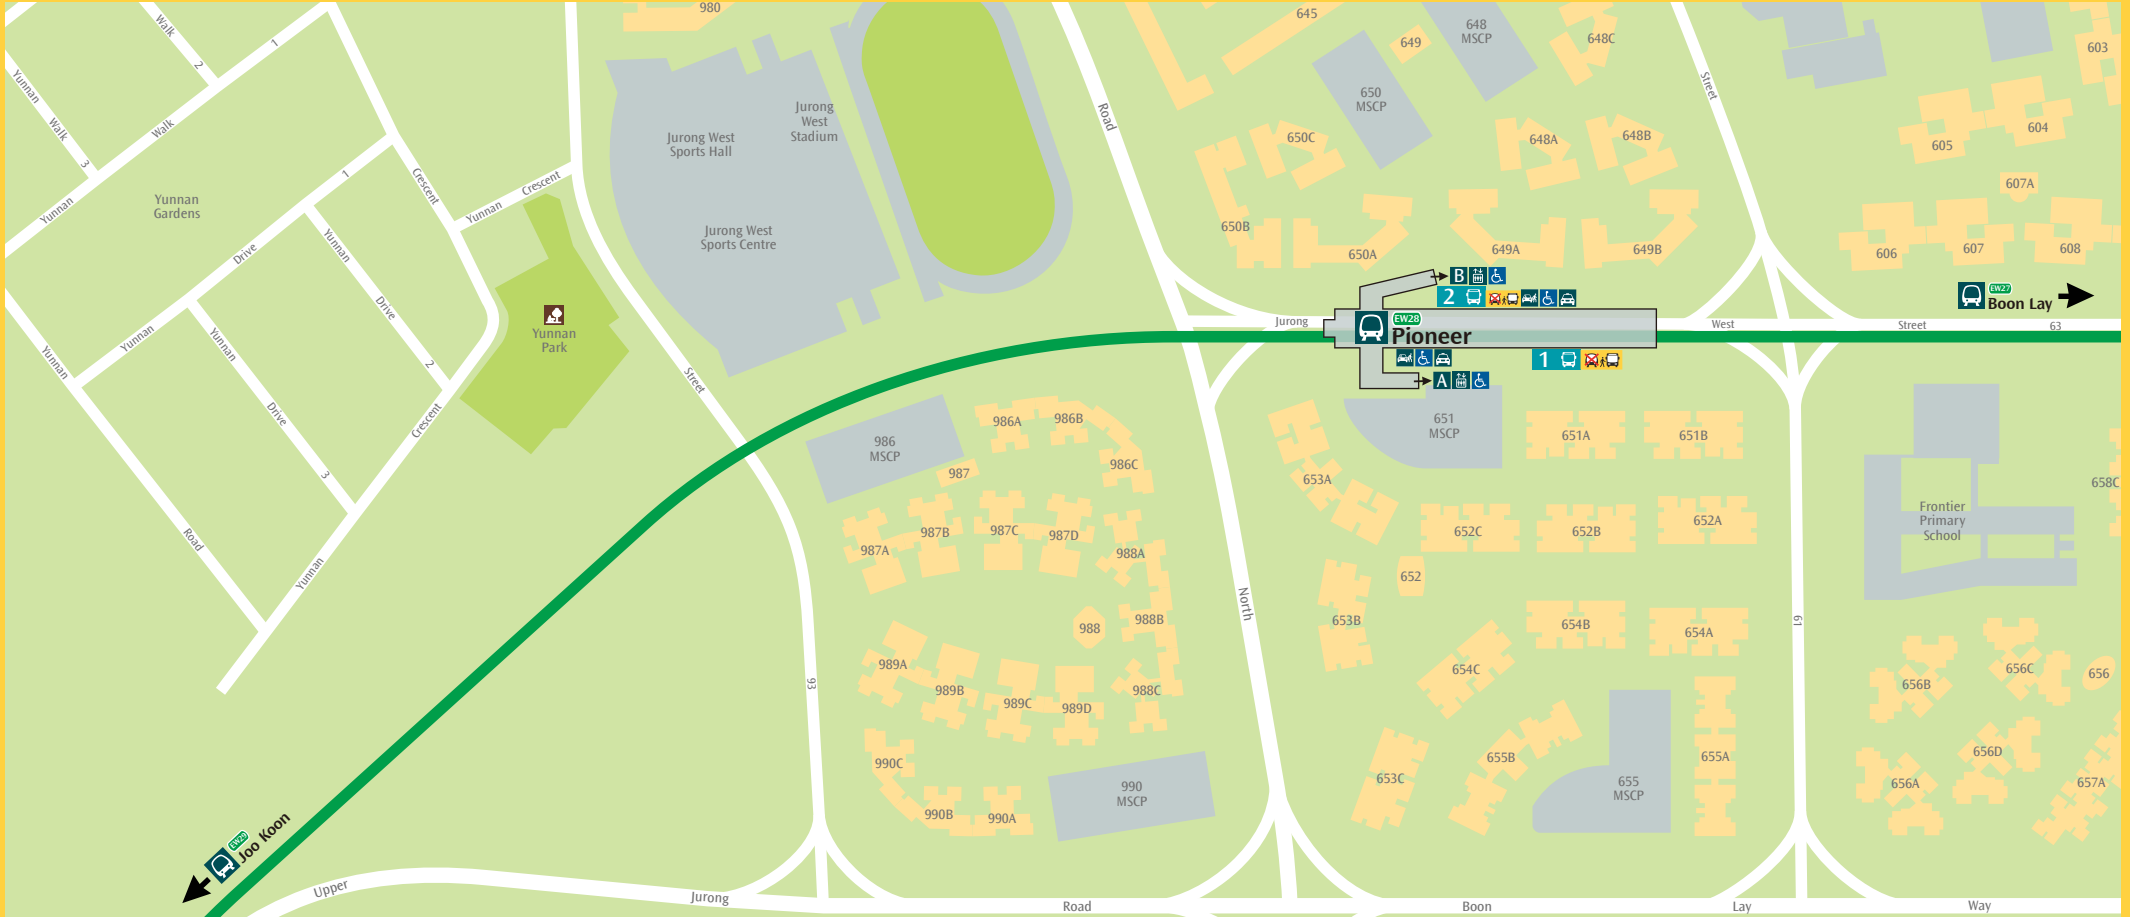 980
645
648
MSCP
649
648C
603
Walk
1
2
Yunnan
Walk
3
Walk
Yunnan
Yunnan
Gardens
1
Drive
Yunnan
Crescent
Yunnan
Crescent
Yunnan
Drive
2
Yunnan
Drive
3
Yunnan
Road
Crescent
Yunnan
Yunnan
Park
Jurong
West
Stadium
Jurong West
Sports Hall
Jurong West
Sports Centre
Road
Street
650
MSCP
650C
648A
648B
604
605
607A
650B
650A
649A
649B
606
607
608
B
2
EW27
Boon Lay
Jurong
EW28
Pioneer
West
Street
63
1
A
Street
986
MSCP
986A
986B
986C
987
987A
987B
987C
987D
988A
988
988B
989A
989B
989C
989D
988C
990C
990B
990A
990
MSCP
93
North
651
MSCP
651A
651B
653A
652C
652B
652A
652
653B
654B
654A
654C
653C
655B
655
MSCP
655A
61
658C
Frontier
Primary
School
656B
656C
656
656D
656A
657A
EW29
Joo Koon
Upper
Jurong
Road
Boon
Lay
Way